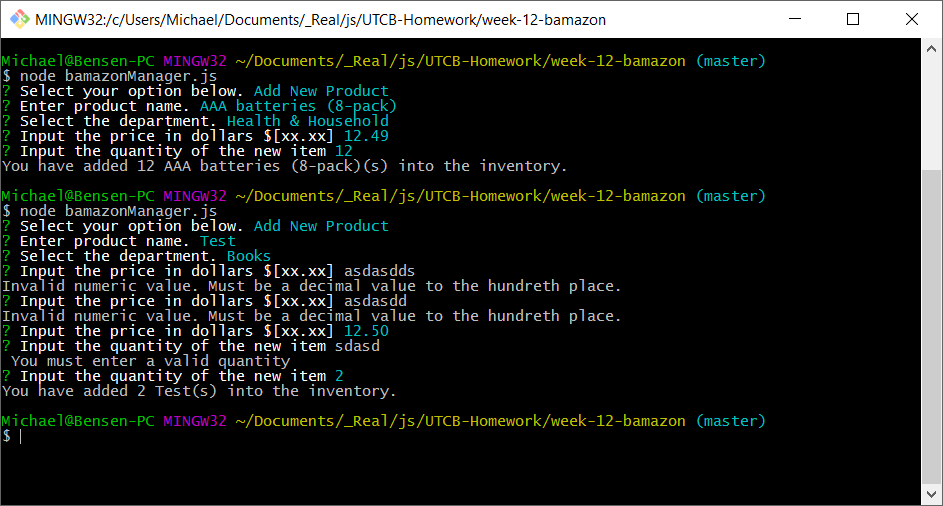 MINGW32:/c/Users/Michael/Documents/_Real/js/UTCB-Homework/week-12-bamazon
Michael@Bensen-PC MINGW32 ~/Documents/_Real/js/UTCB-Homework/week-12-bamazon (master)
$ node bamazonManager.js
? Select your option below. Add New Product
? Enter product name. AAA batteries (8-pack)
? Select the department. Health & Household
? Input the price in dollars $[xx.xx] 12.49
? Input the quantity of the new item 12
You have added 12 AAA batteries (8-pack)(s) into the inventory.
Michael@Bensen-PC MINGW32 ~/Documents/_Real/js/UTCB-Homework/week-12-bamazon (master)
$ node bamazonManager.js
? Select your option below. Add New Product
? Enter product name. Test
? Select the department. Books
? Input the price in dollars $[xx.xx] asdasdds
Invalid numeric value. Must be a decimal value to the hundreth place.
? Input the price in dollars $[xx.xx] asdasdd
Invalid numeric value. Must be a decimal value to the hundreth place.
? Input the price in dollars $[xx.xx] 12.50
? Input the quantity of the new item sdasd
You must enter a valid quantity
? Input the quantity of the new item 2
You have added 2 Test(s) into the inventory.
Michael@Bensen-PC MINGW32 ~/Documents/_Real/js/UTCB-Homework/week-12-bamazon (master)
$